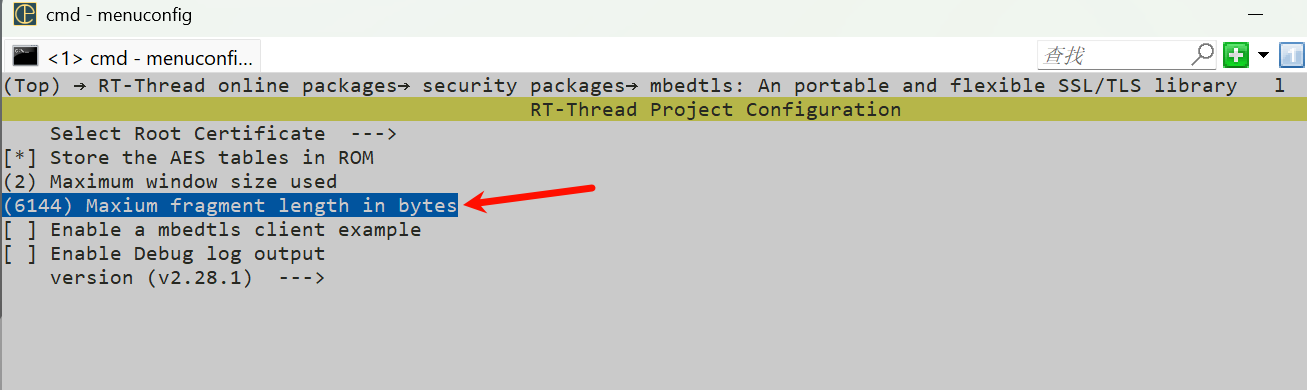 cmd - menuconfig
<1> cmd - menuconfi...
查找
1
(Top) → RT-Thread online packages→ security packages→ mbedtls: An portable and flexible SSL/TLS library l
RT-Thread Project Configuration
Select Root Certificate --->
[*] Store the AES tables in ROM
(2) Maximum window size used
(6144) Maxium fragment length in bytes
[ ] Enable a mbedtls client example
[ ] Enable Debug log output
version (v2.28.1) --->